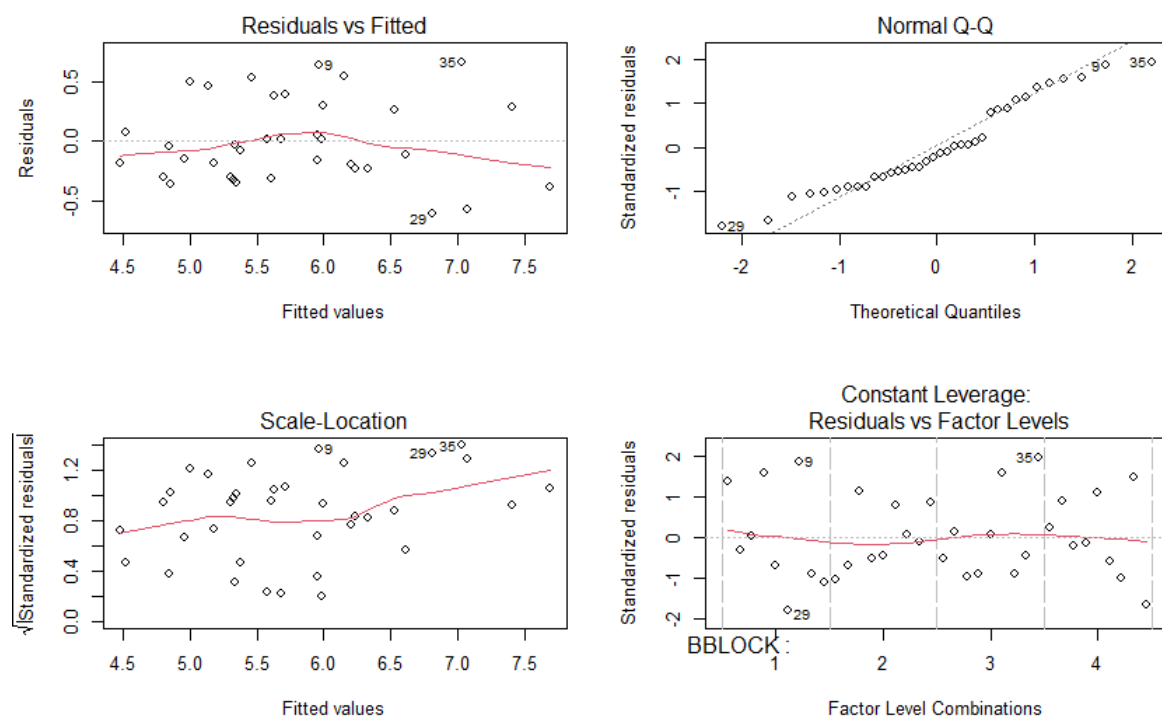 Residuals vs Fitted
Residuals
0.5
0.0
-0.5
9
35
29
4.5 5.0 5.5 6.0 6.5 7.0 7.5
Fitted values
Normal Q-Q
Standardized residuals
2
1
0
-1
9
35
29
-2 -1 0 1 2
Theoretical Quantiles
Scale-Location
√|Standardized residuals|
1.2
0.8
0.4
0.0
9
29
35
4.5 5.0 5.5 6.0 6.5 7.0 7.5
Fitted values
Constant Leverage:
Residuals vs Factor Levels
Standardized residuals
2
1
0
-1
-2
9
35
29
BBLOCK :
1 2 3 4
Factor Level Combinations